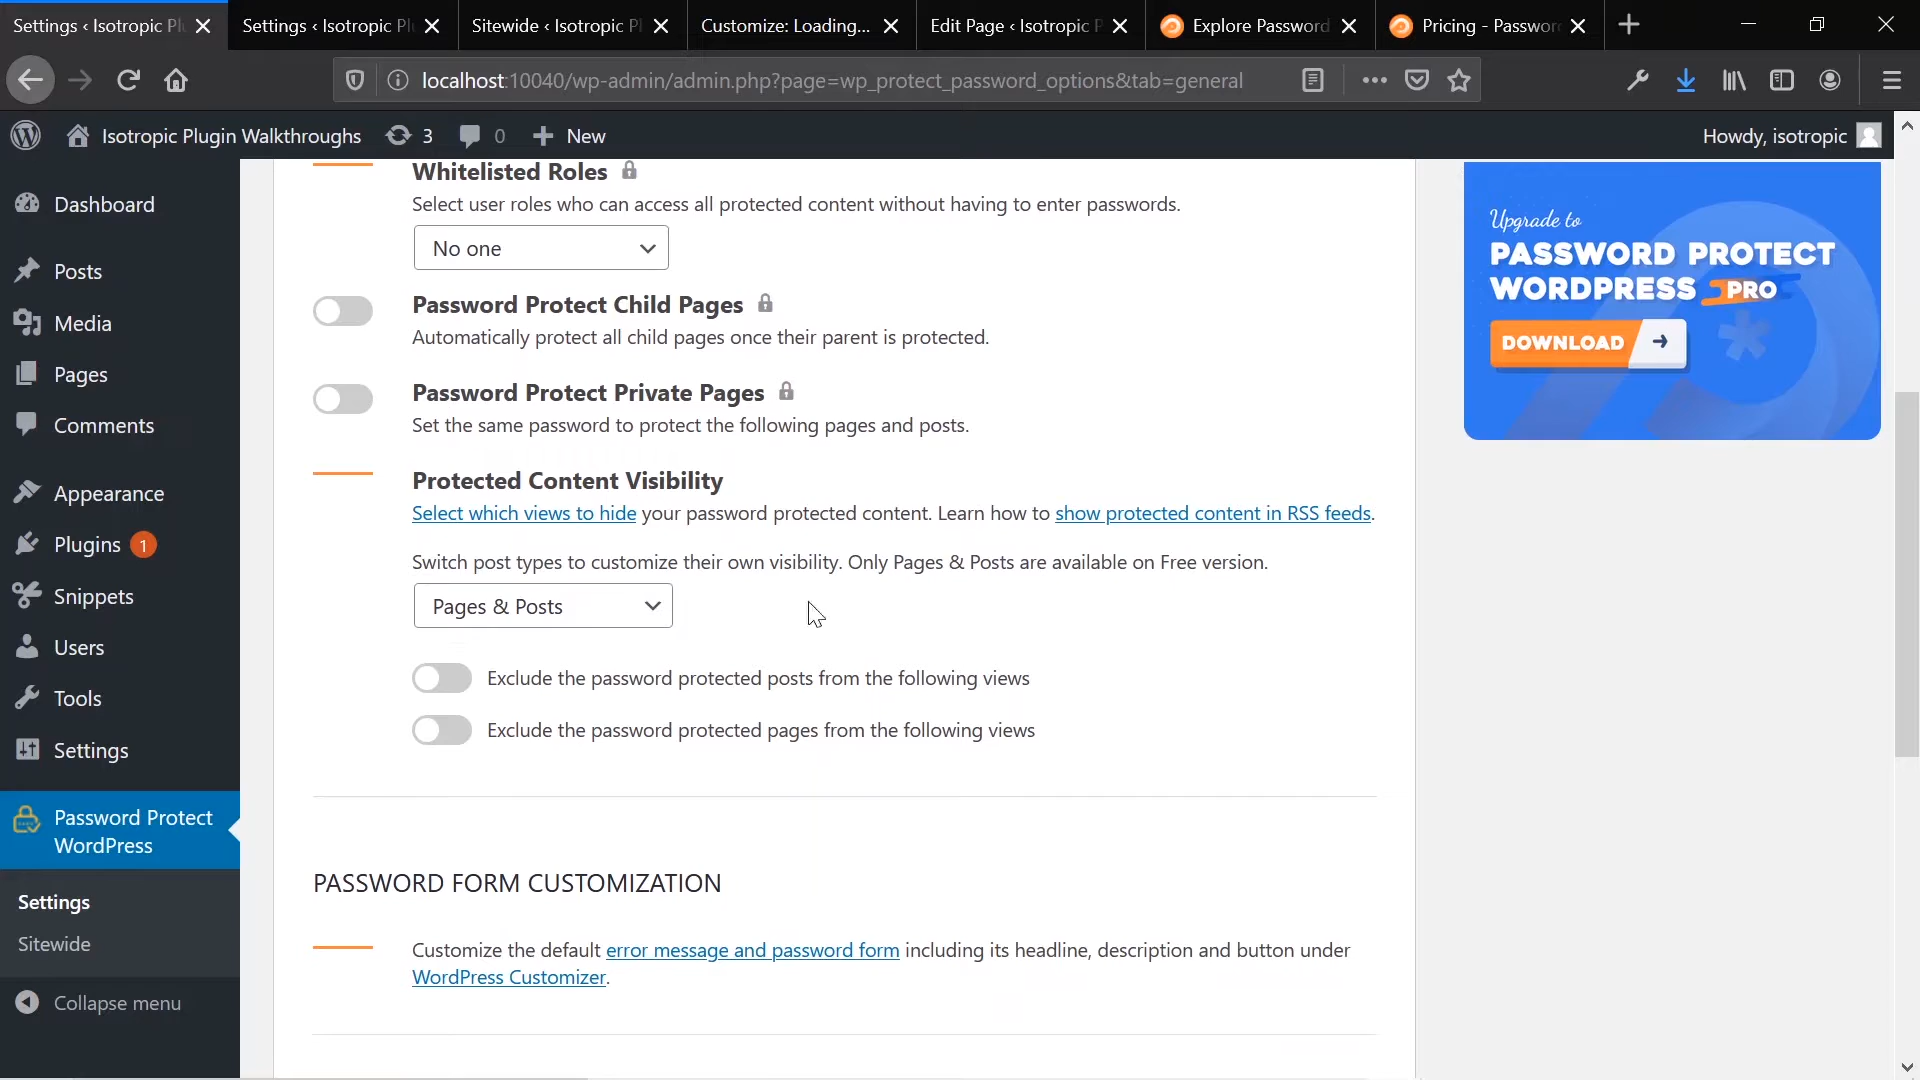 Settings ‹ Isotropic Pl
Settings ‹ Isotropic Pl
Sitewide ‹ Isotropic Pl
Customize: Loading...
Edit Page ‹ Isotropic P
Explore Password
Pricing - Passwor
localhost:10040/wp-admin/admin.php?page=wp_protect_password_options&tab=general
Isotropic Plugin Walkthroughs
3
0
New
Howdy, isotropic
Dashboard
Posts
Media
Pages
Comments
Appearance
Plugins 1
Snippets
Users
Tools
Settings
Password Protect
WordPress
Settings
Sitewide
Collapse menu
Whitelisted Roles
Select user roles who can access all protected content without having to enter passwords.
No one
Password Protect Child Pages
Automatically protect all child pages once their parent is protected.
Password Protect Private Pages
Set the same password to protect the following pages and posts.
Protected Content Visibility
Select which views to hide your password protected content. Learn how to show protected content in RSS feeds.
Switch post types to customize their own visibility. Only Pages & Posts are available on Free version.
Pages & Posts
Exclude the password protected posts from the following views
Exclude the password protected pages from the following views
PASSWORD FORM CUSTOMIZATION
Customize the default error message and password form including its headline, description and button under
WordPress Customizer.
Upgrade to
PASSWORD PROTECT
WORDPRESS PRO
DOWNLOAD